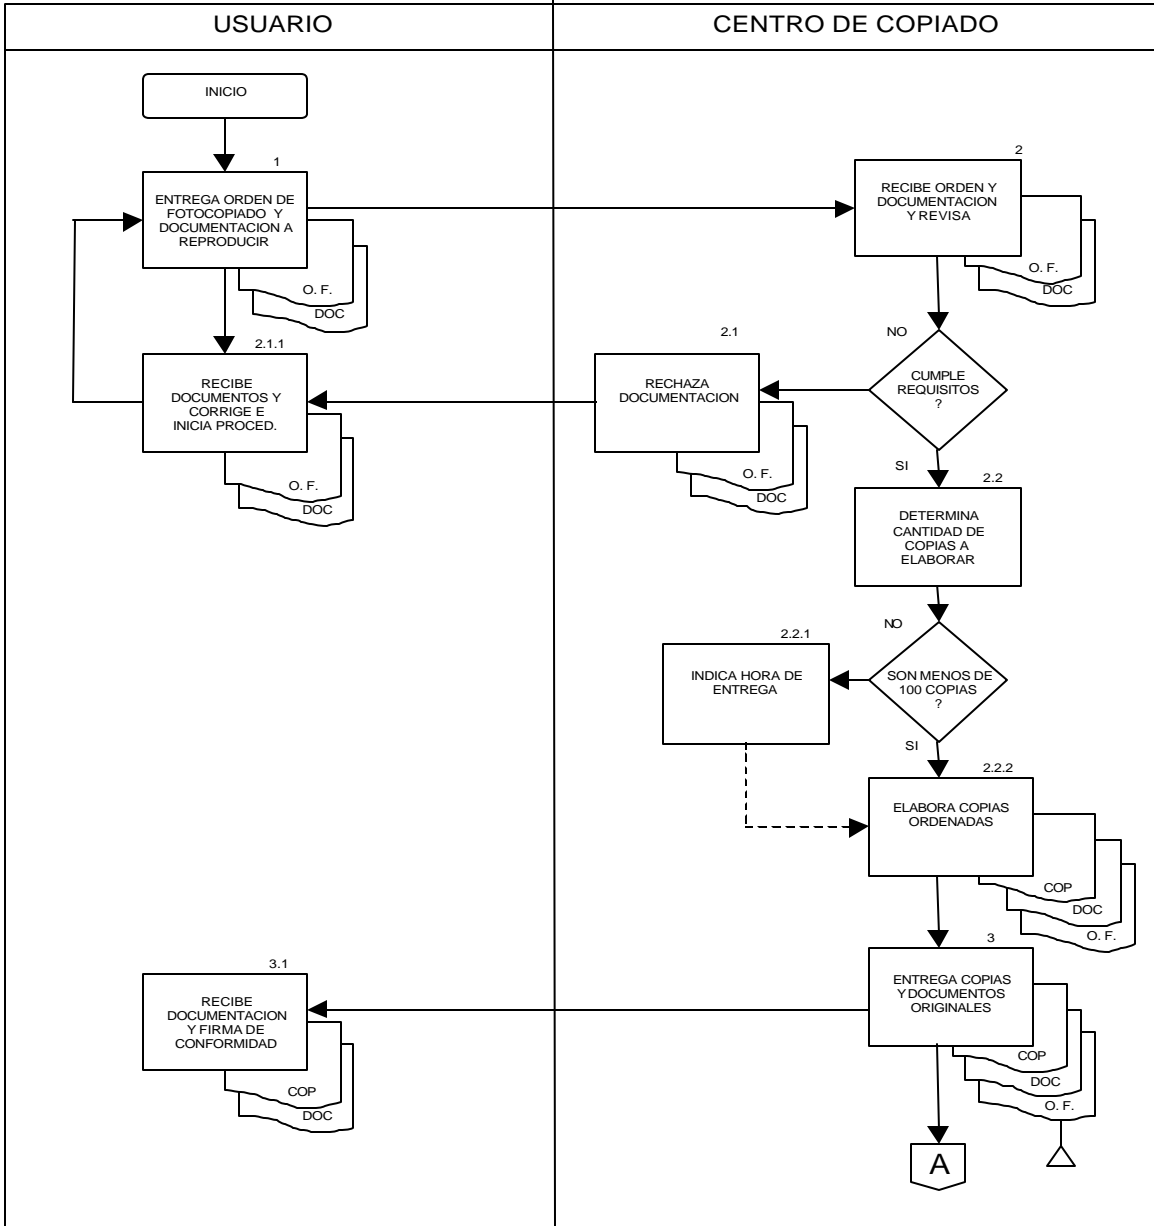 USUARIO
CENTRO DE COPIADO
INICIO
1
ENTREGA ORDEN DE
FOTOCOPIADO Y
DOCUMENTACION A
REPRODUCIR
O. F.
DOC
2
RECIBE ORDEN Y
DOCUMENTACION
Y REVISA
O. F.
DOC
NO
CUMPLE
REQUISITOS
?
SI
2.1
RECHAZA
DOCUMENTACION
O. F.
DOC
2.1.1
RECIBE
DOCUMENTOS Y
CORRIGE E
INICIA PROCED.
O. F.
DOC
2.2
DETERMINA
CANTIDAD DE
COPIAS A
ELABORAR
NO
SON MENOS DE
100 COPIAS
?
SI
2.2.1
INDICA HORA DE
ENTREGA
2.2.2
ELABORA COPIAS
ORDENADAS
COP
DOC
O. F.
3
ENTREGA COPIAS
Y DOCUMENTOS
ORIGINALES
COP
DOC
O. F.
3.1
RECIBE
DOCUMENTACION
Y FIRMA DE
CONFORMIDAD
COP
DOC
A